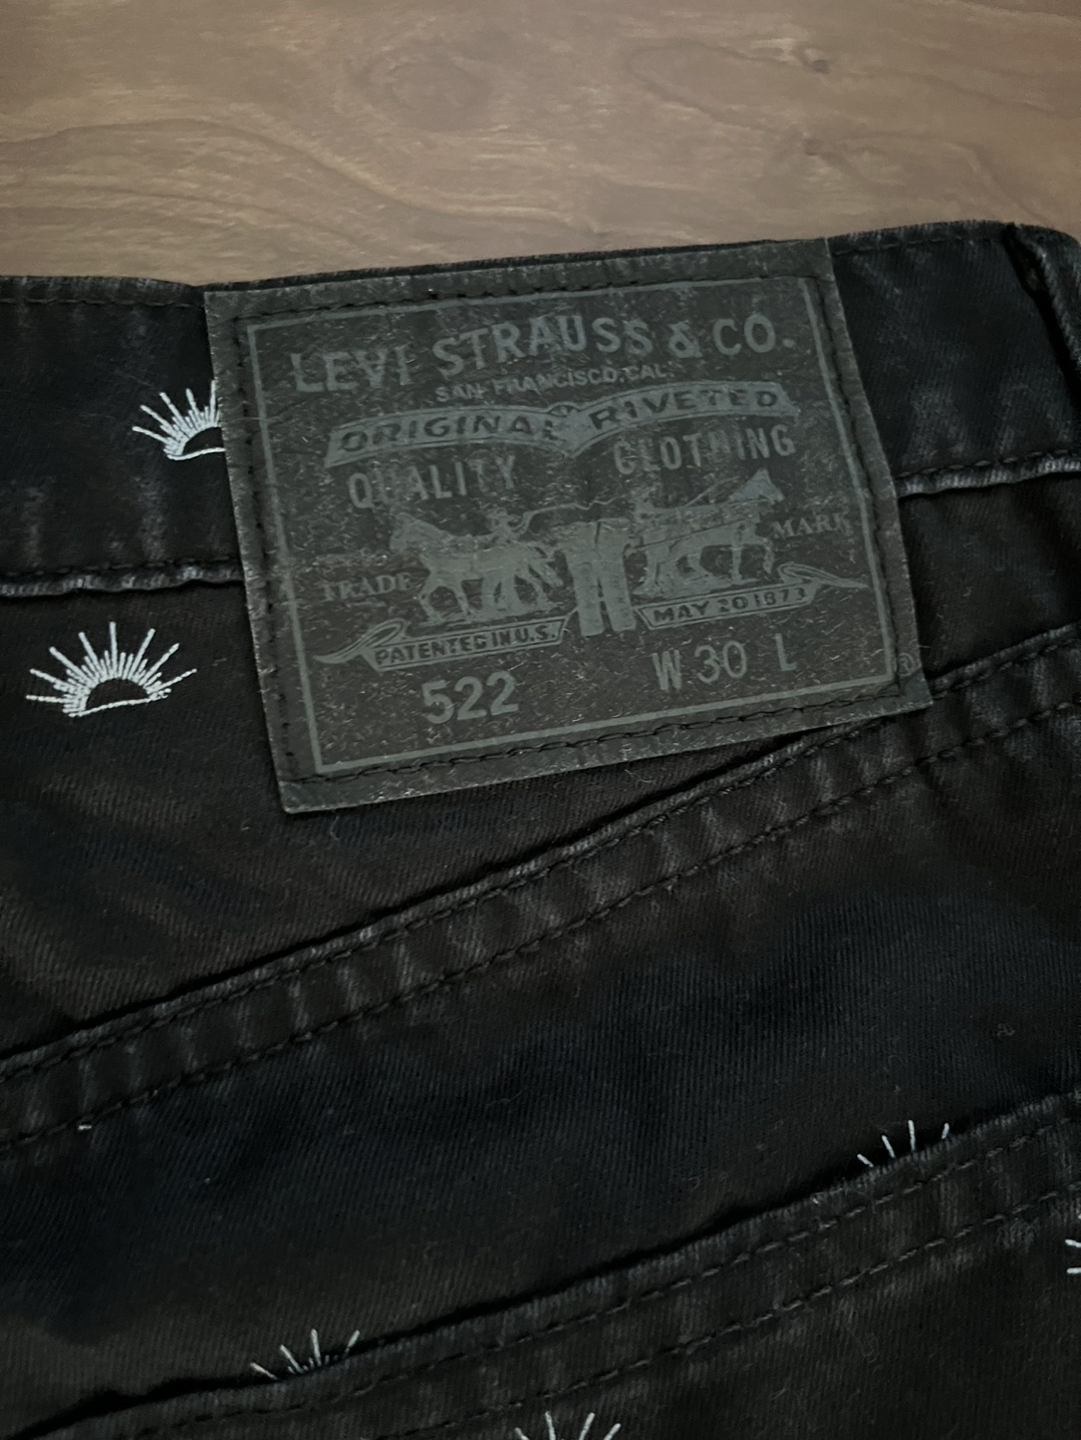 LEVI STRAUSS & CO.
SAN FRANCISCO, CAL.
ORIGINAL RIVETED
QUALITY CLOTHING
TRADE MARK
PATENTED IN U.S. MAY 20 1873
522 W 30 L
®